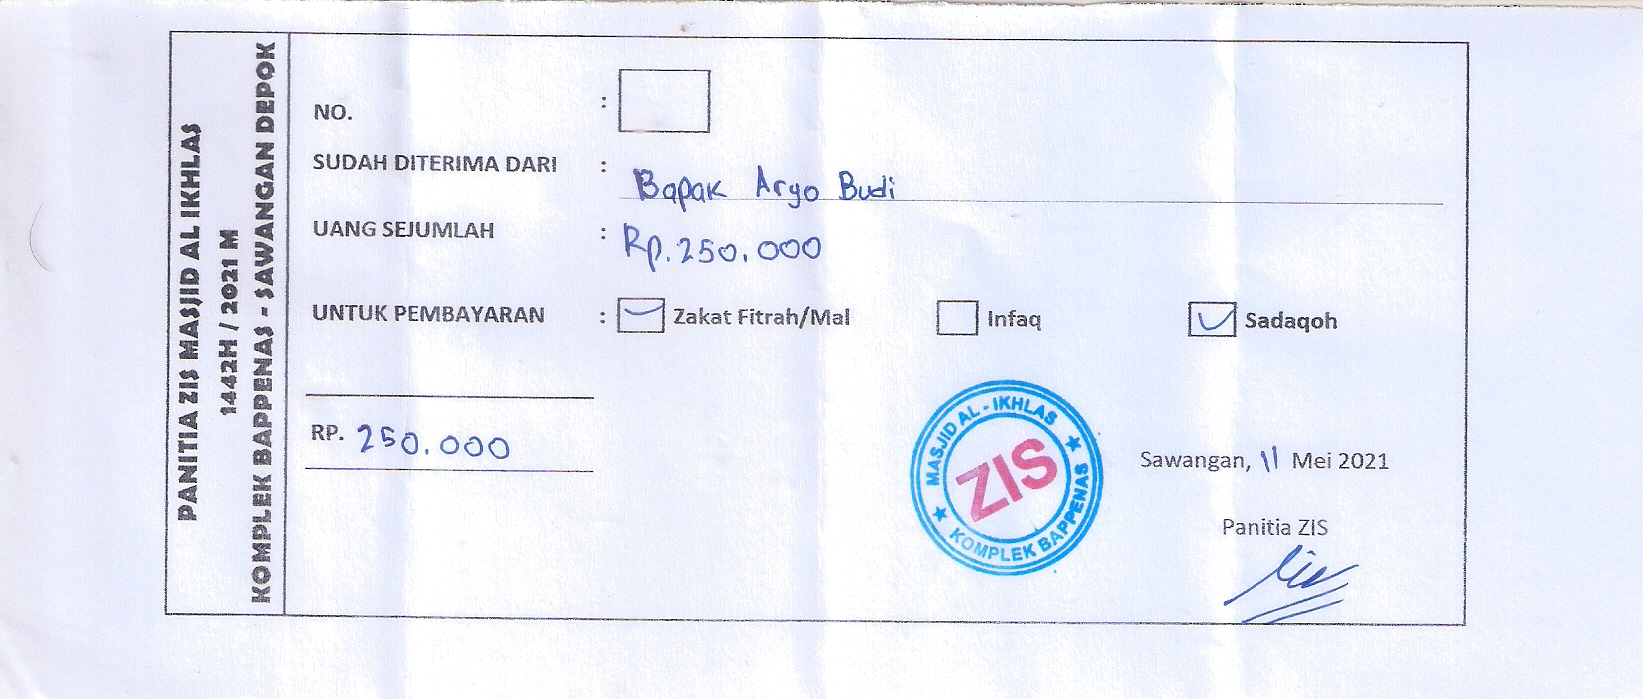 PANITIA ZIS MASJID AL IKHLAS
1442H / 2021 M
KOMPLEK BAPPENAS - SAWANGAN DEPOK
NO. :
SUDAH DITERIMA DARI : Bapak Aryo Budi
UANG SEJUMLAH : Rp. 250.000
UNTUK PEMBAYARAN : Zakat Fitrah/Mal Infaq Sadaqoh
RP. 250.000
MASJID AL - IKHLAS
ZIS
KOMPLEK BAPPENAS
Sawangan, 11 Mei 2021
Panitia ZIS